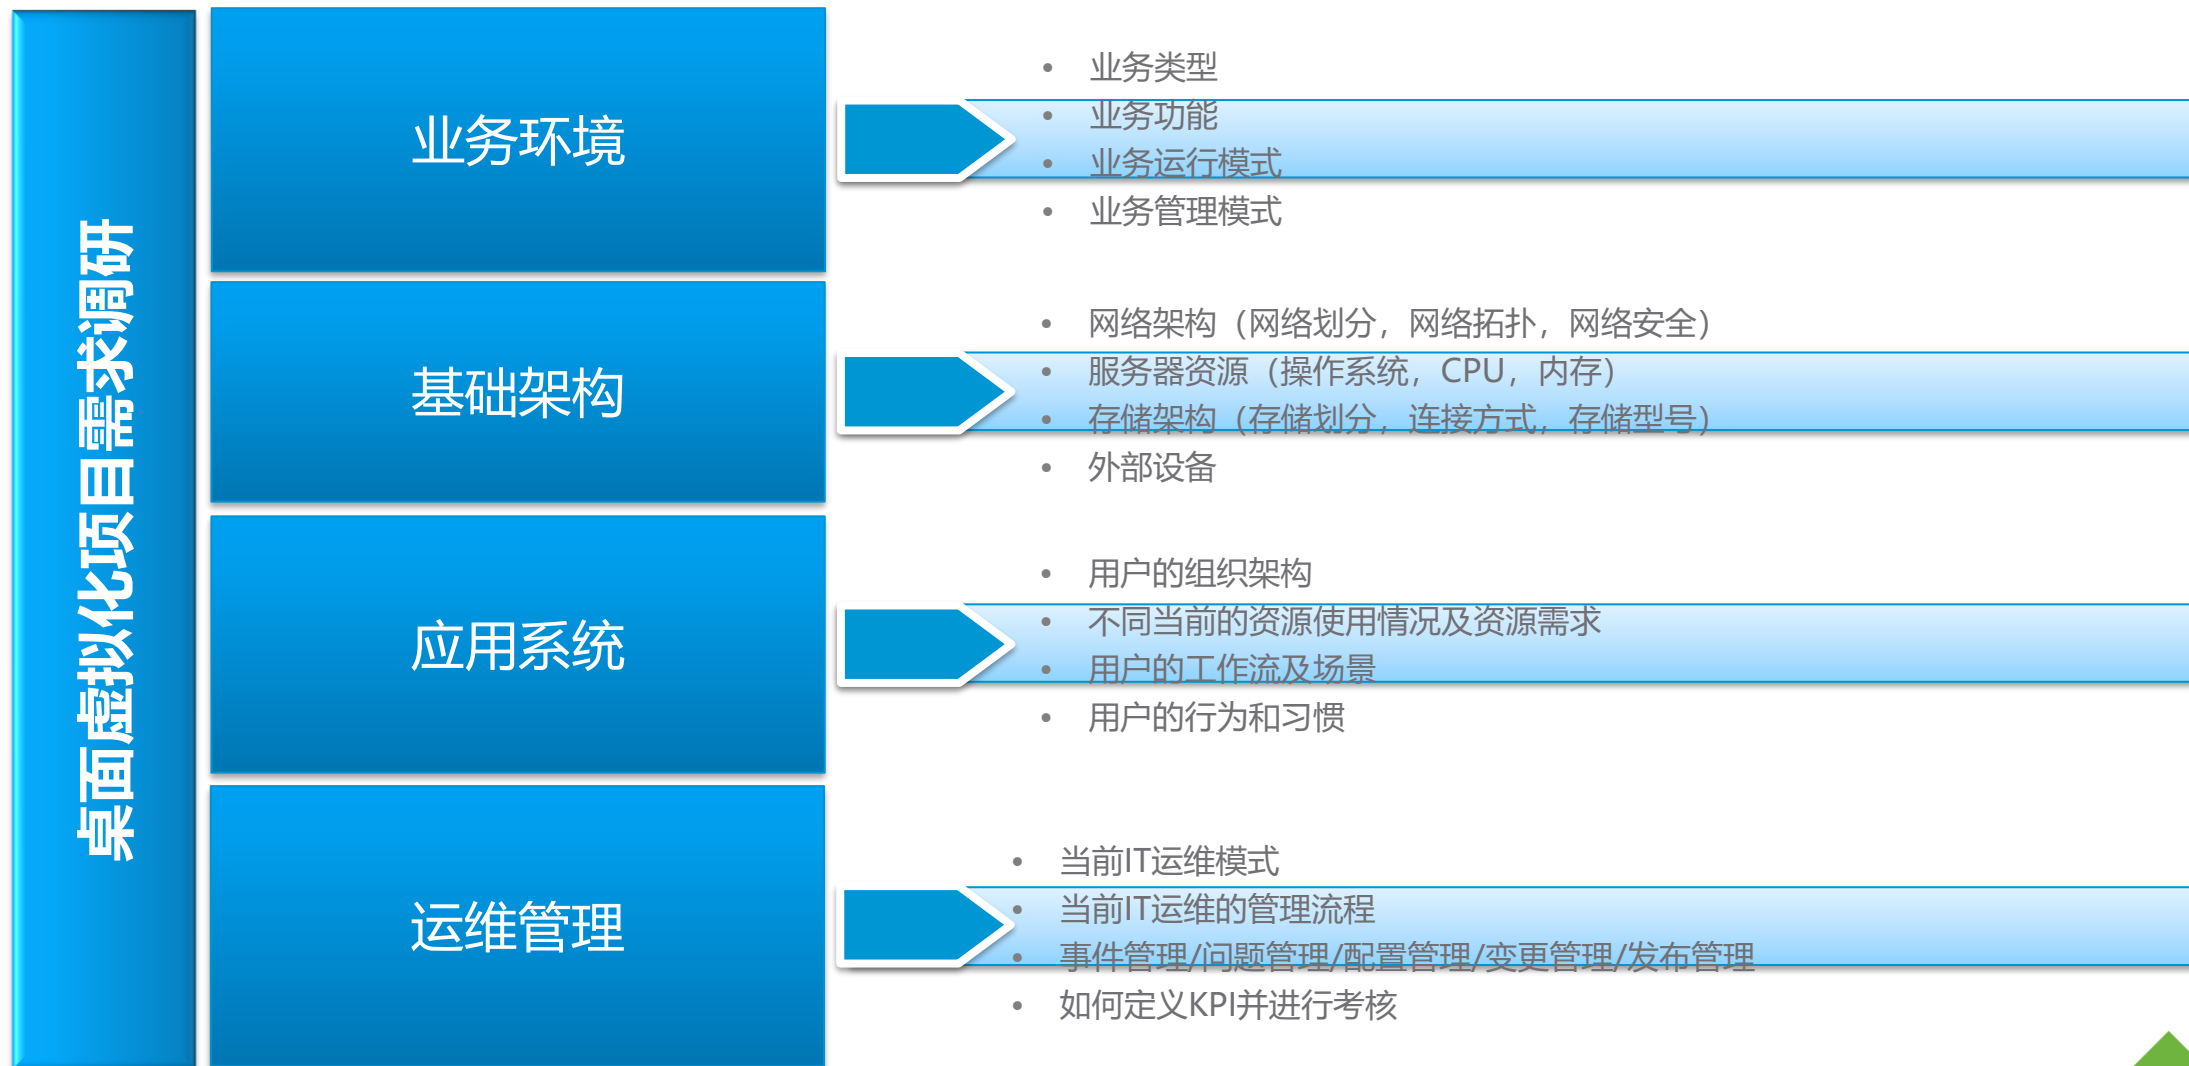 桌面虚拟化项目需求调研
业务环境
• 业务类型
• 业务功能
• 业务运行模式
• 业务管理模式
基础架构
• 网络架构（网络划分，网络拓扑，网络安全）
• 服务器资源（操作系统，CPU，内存）
• 存储架构（存储划分，连接方式，存储型号）
• 外部设备
应用系统
• 用户的组织架构
• 不同当前的资源使用情况及资源需求
• 用户的工作流及场景
• 用户的行为和习惯
运维管理
• 当前IT运维模式
• 当前IT运维的管理流程
• 事件管理/问题管理/配置管理/变更管理/发布管理
• 如何定义KPI并进行考核